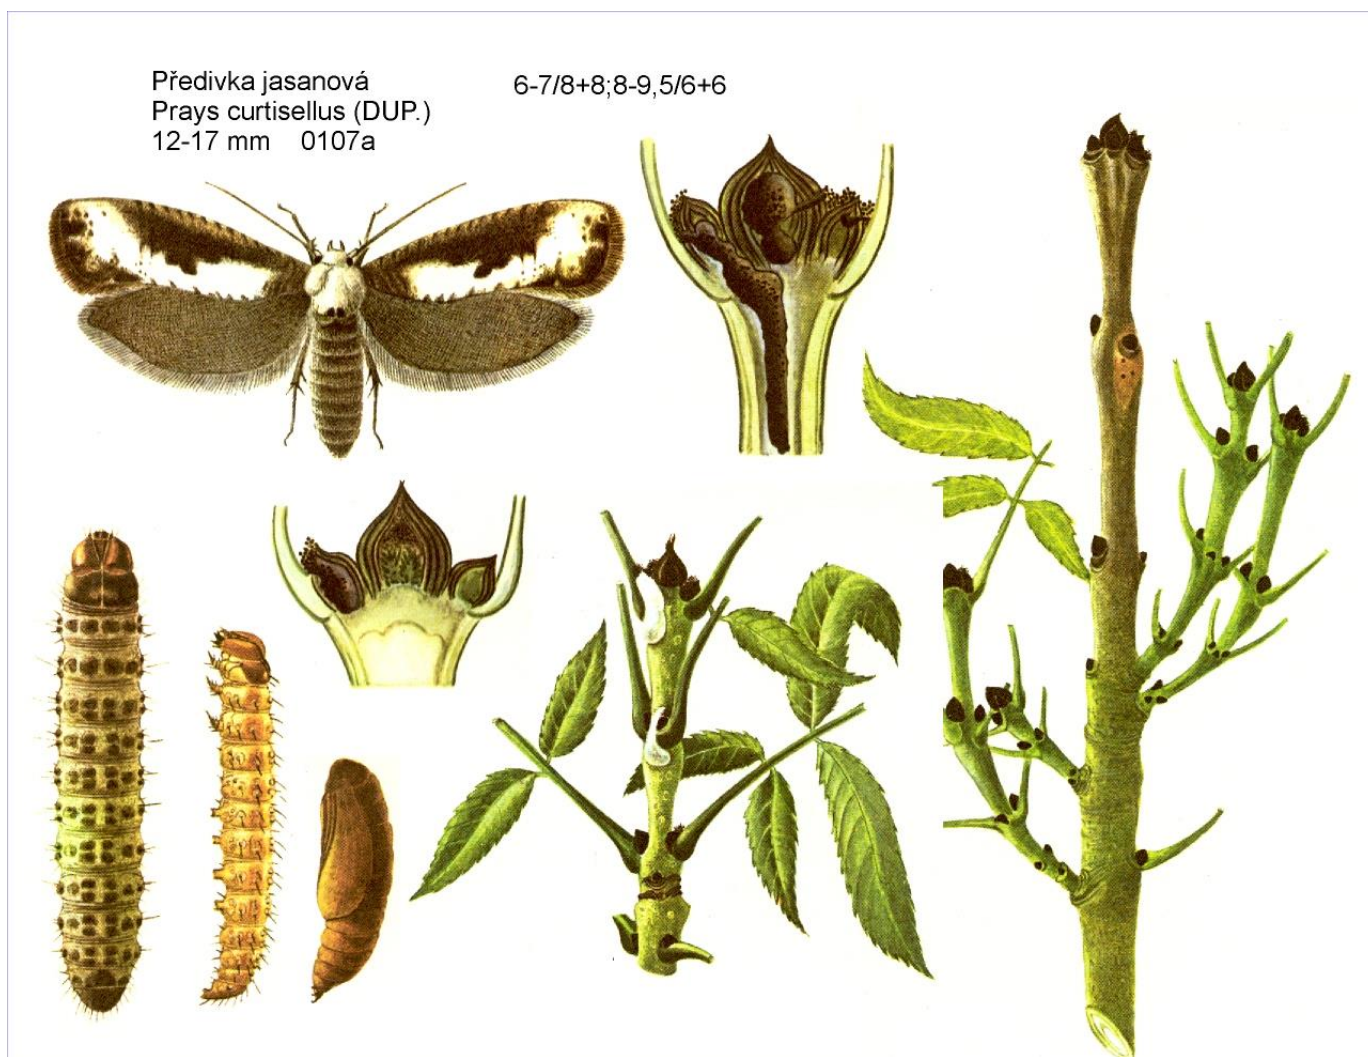 Předivka jasanová
Prays curtisellus (DUP.)
12-17 mm 0107a
6-7/8+8;8-9,5/6+6